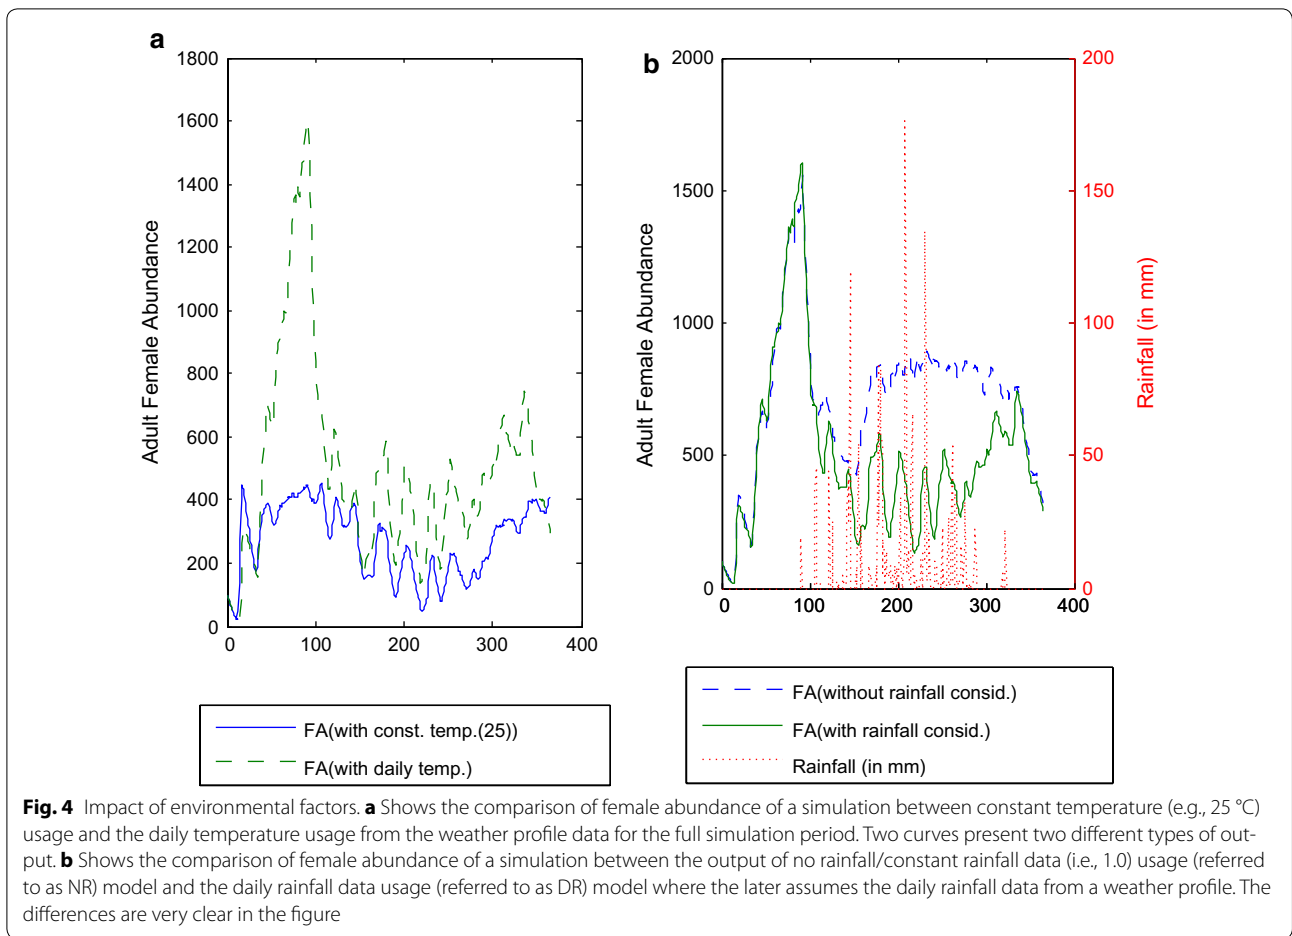 a
1800
1600
1400
1200
1000
800
600
400
200
0
Adult Female Abundance
0 100 200 300 400
FA(with const. temp.(25))
FA(with daily temp.)
b
2000
1500
1000
500
0
Adult Female Abundance
200
150
100
50
0
Rainfall (in mm)
0 100 200 300 400
FA(without rainfall consid.)
FA(with rainfall consid.)
Rainfall (in mm)
Fig. 4 Impact of environmental factors. a Shows the comparison of female abundance of a simulation between constant temperature (e.g., 25 °C)
usage and the daily temperature usage from the weather profile data for the full simulation period. Two curves present two different types of out-
put. b Shows the comparison of female abundance of a simulation between the output of no rainfall/constant rainfall data (i.e., 1.0) usage (referred
to as NR) model and the daily rainfall data usage (referred to as DR) model where the later assumes the daily rainfall data from a weather profile. The
differences are very clear in the figure